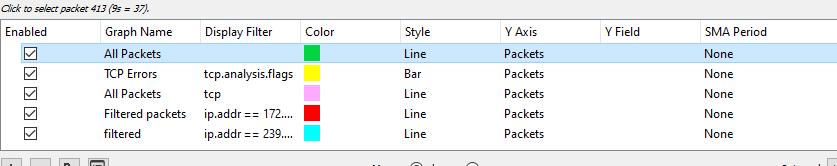 Click to select packet 413 (9s = 37).
Enabled Graph Name Display Filter Color Style Y Axis Y Field SMA Period
All Packets Line Packets None
TCP Errors tcp.analysis.flags Bar Packets None
All Packets tcp Line Packets None
Filtered packets ip.addr == 172.... Line Packets None
filtered ip.addr == 239.... Line Packets None